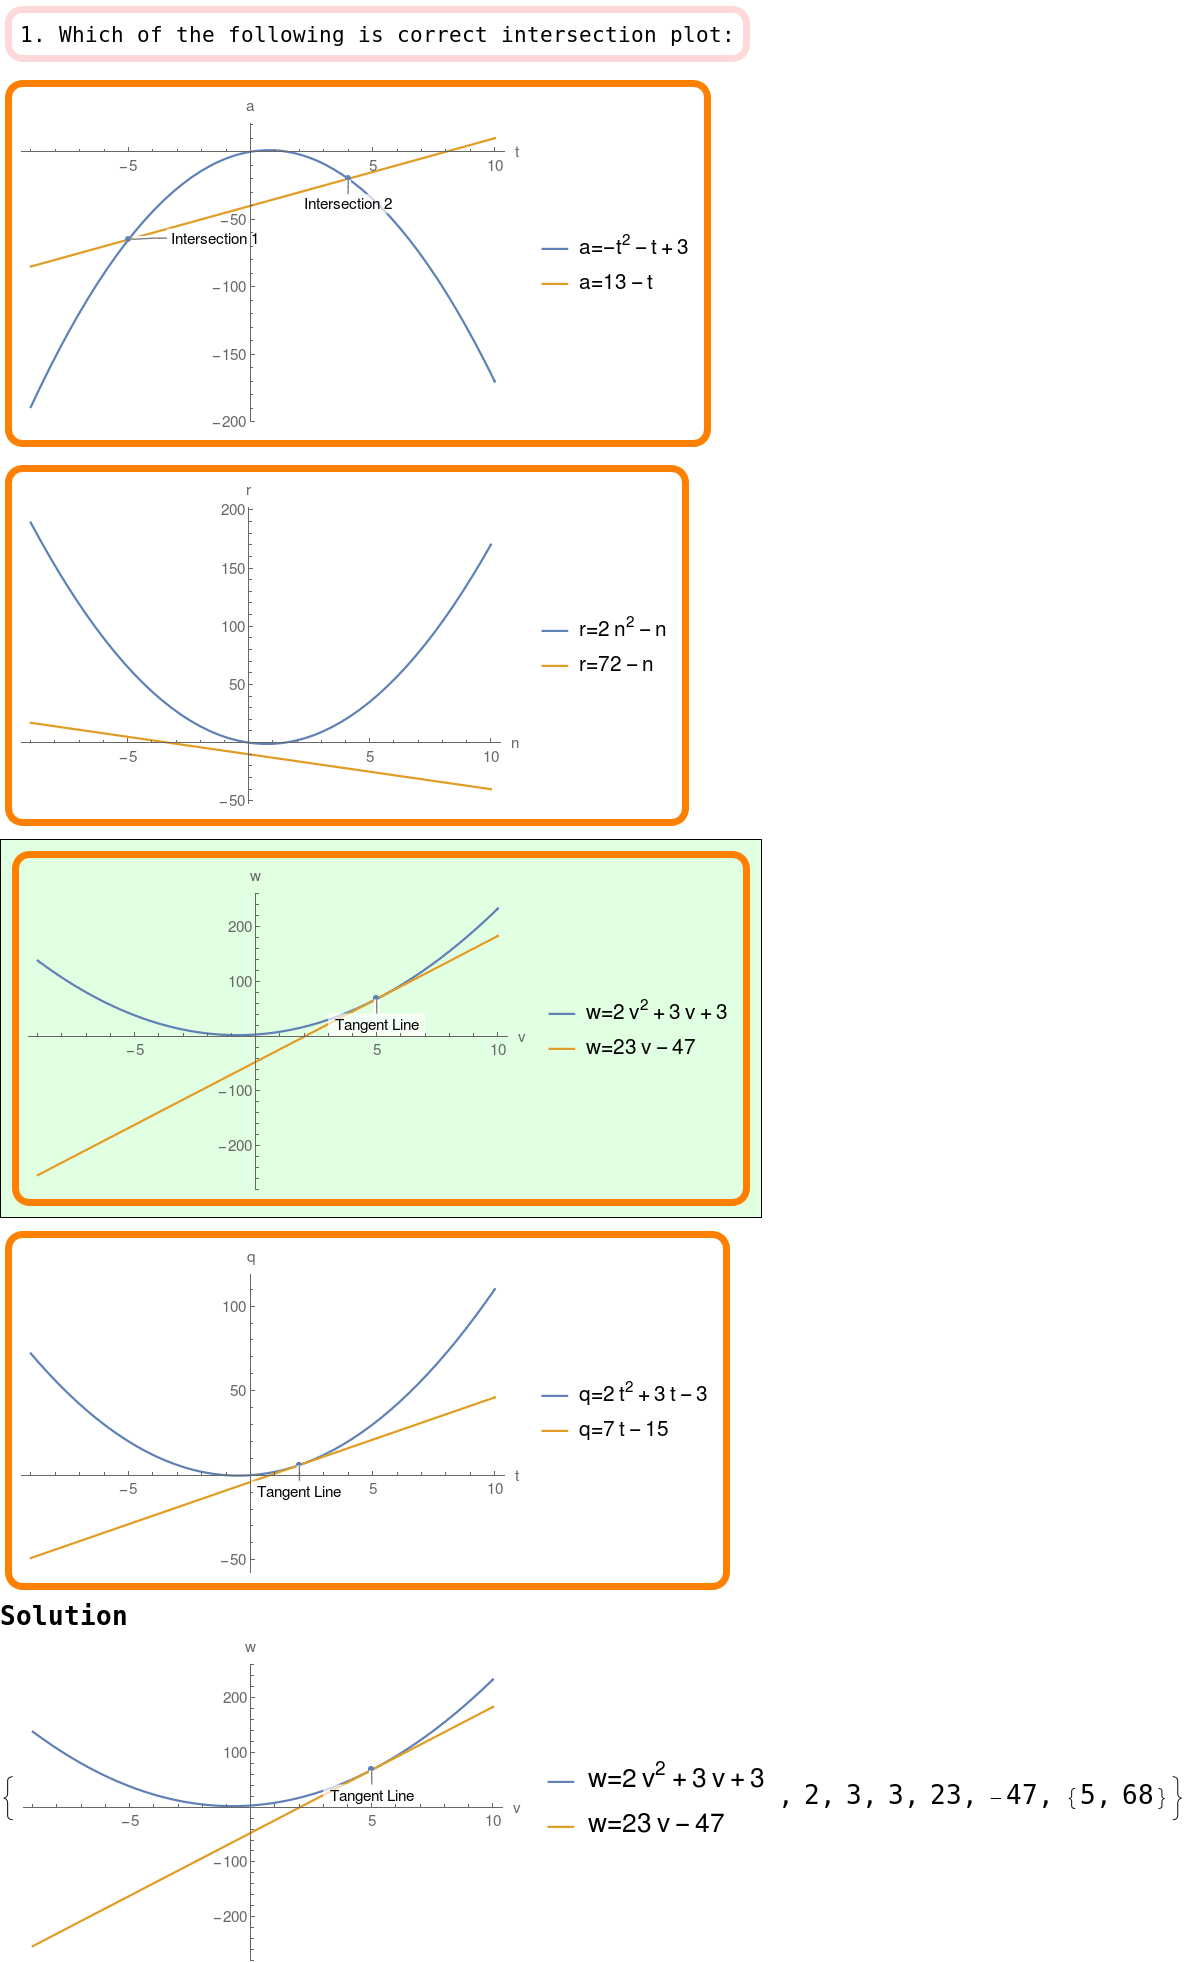 1. Which of the following is correct intersection plot:
a
−5 5 10 t
Intersection 2
−50
Intersection 1
a=−t² − t + 3
a=13 − t
−100
−150
−200
r
200
150
100
r=2 n² − n
r=72 − n
50
−5 5 10 n
−50
w
200
100
w=2 v² + 3 v + 3
Tangent Line
−5 5 10 v
w=23 v − 47
−100
−200
q
100
50
q=2 t² + 3 t − 3
q=7 t − 15
−5 5 10 t
Tangent Line
−50
Solution
w
200
100
w=2 v² + 3 v + 3
Tangent Line
{ , 2, 3, 3, 23, −47, {5, 68}}
−5 5 10 v
w=23 v − 47
−100
−200